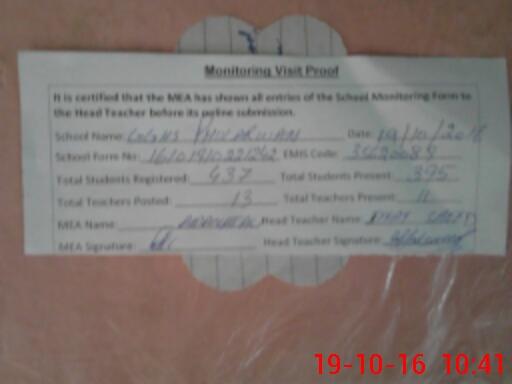 Monitoring Visit Proof
It is certified that the MEA has shown all entries of the School Monitoring Form to
the Head Teacher before its online submission.
School Name: Date: 19/10/2016
School Form No: EMIS Code:
Total Students Registered: 437 Total Students Present: 395
Total Teachers Posted: 13 Total Teachers Present: 11
MEA Name: Head Teacher Name:
MEA Signature: Head Teacher Signature:
19-10-16 10:41